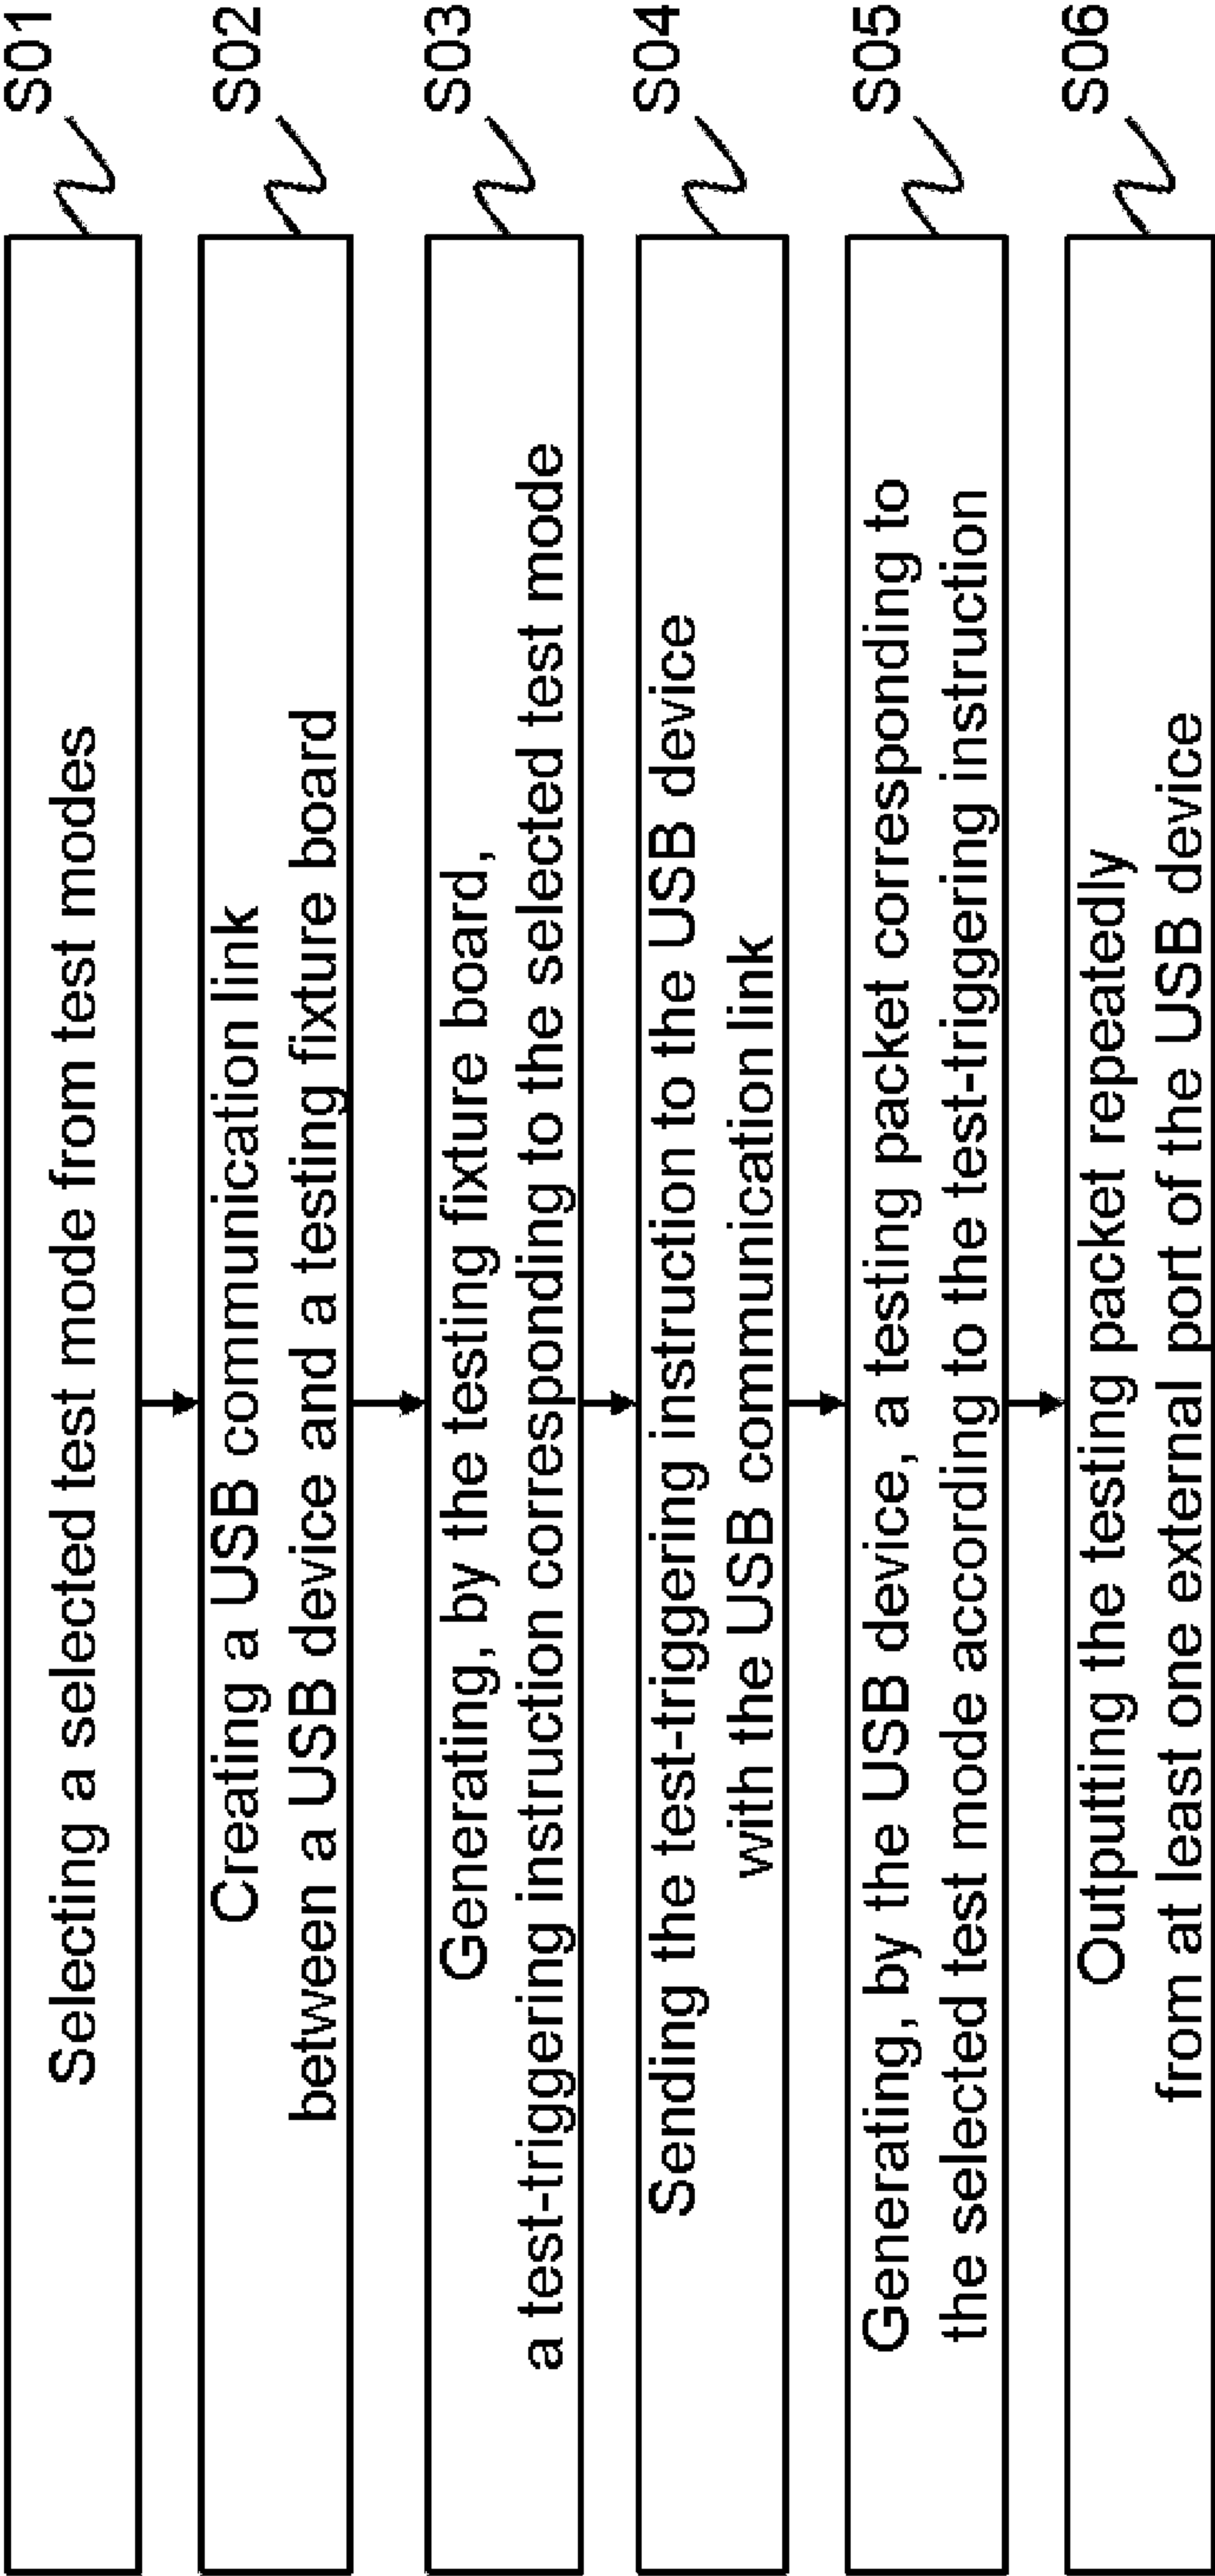 Selecting a selected test mode from test modes
S01
Creating a USB communication link
between a USB device and a testing fixture board
S02
Generating, by the testing fixture board,
a test-triggering instruction corresponding to the selected test mode
S03
Sending the test-triggering instruction to the USB device
with the USB communication link
S04
Generating, by the USB device, a testing packet corresponding to
the selected test mode according to the test-triggering instruction
S05
Outputting the testing packet repeatedly
from at least one external port of the USB device
S06